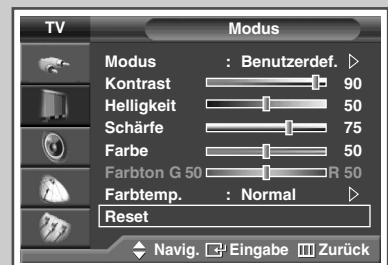 TV Modus
Modus : Benutzerdef.
Kontrast 90
Helligkeit 50
Schärfe 75
Farbe 50
Farbton G 50 R 50
Farbtemp. : Normal
Reset
Navig. Eingabe Zurück